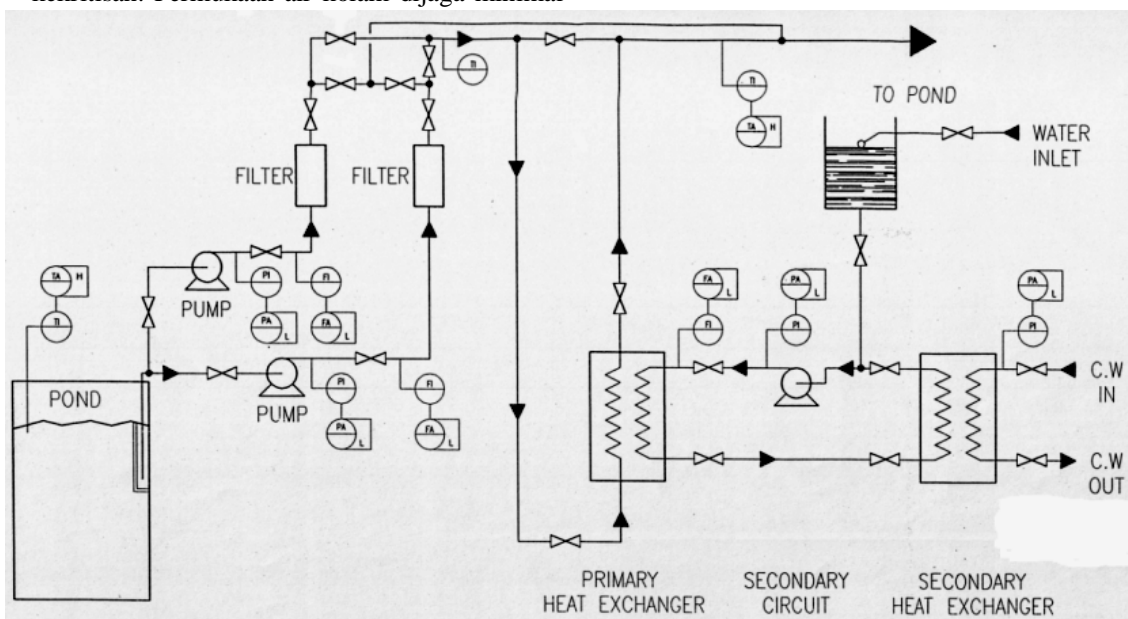 TO POND
WATER
INLET
FILTER
FILTER
TI
TI
TA H
TA H
TI
PUMP
PI
PA L
FI
FA L
POND
PUMP
PI
PA L
FI
FA L
FA L
FI
PA L
PI
PA L
PI
C.W
IN
C.W
OUT
PRIMARY
HEAT EXCHANGER
SECONDARY
CIRCUIT
SECONDARY
HEAT EXCHANGER